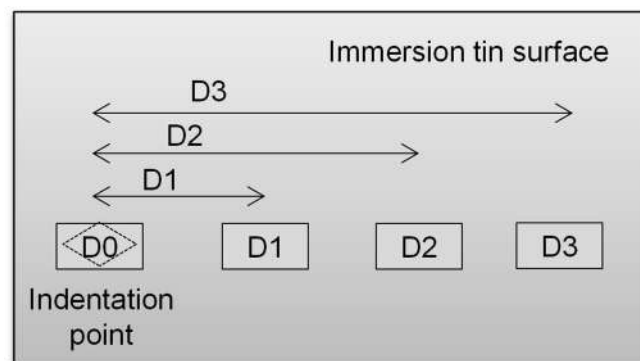 Immersion tin surface
D3
D2
D1
D0 D1 D2 D3
Indentation
point